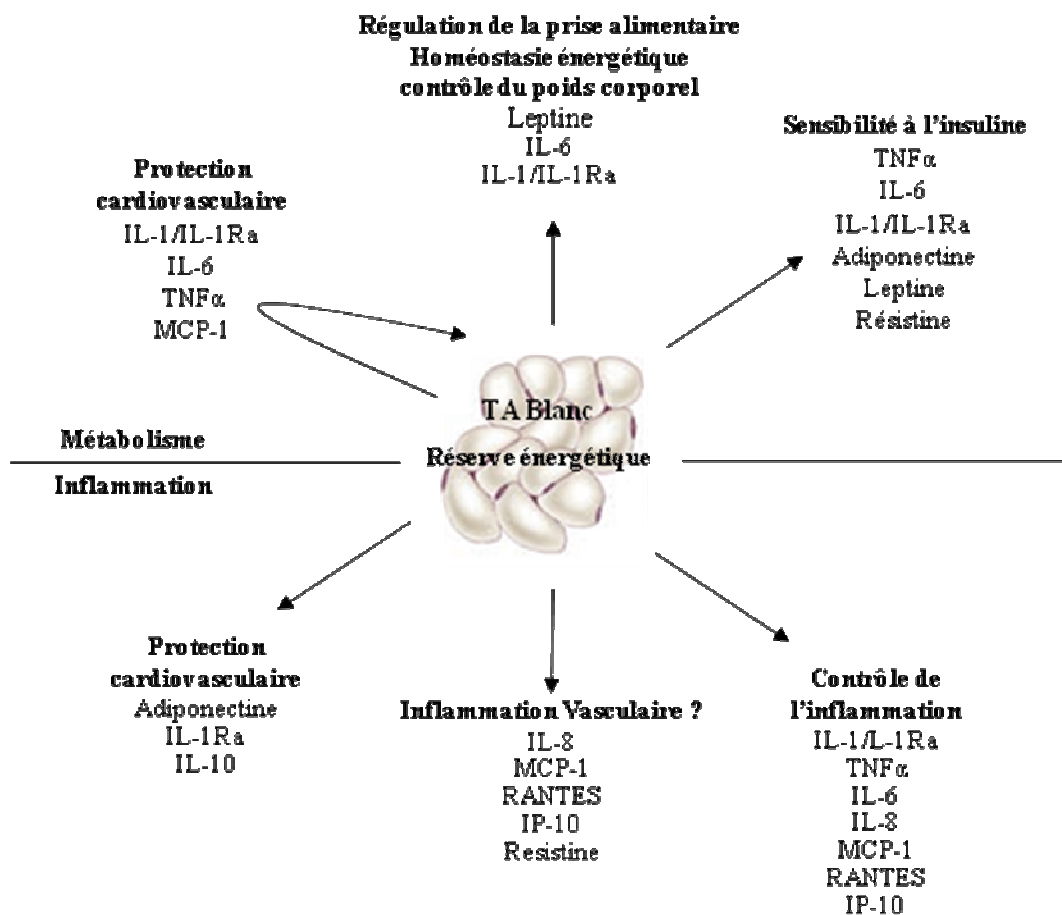 Régulation de la prise alimentaire
Homéostasie énergétique
contrôle du poids corporel
Leptine
IL-6
IL-1/IL-1Ra
Sensibilité à l'insuline
TNFα
IL-6
IL-1/IL-1Ra
Adiponectine
Leptine
Résistine
Protection
cardiovasculaire
IL-1/IL-1Ra
IL-6
TNFα
MCP-1
TA Blanc
Réserve énergétique
Métabolisme
Inflammation
Protection
cardiovasculaire
Adiponectine
IL-1Ra
IL-10
Inflammation Vasculaire ?
IL-8
MCP-1
RANTES
IP-10
Resistine
Contrôle de
l'inflammation
IL-1/L-1Ra
TNFα
IL-6
IL-8
MCP-1
RANTES
IP-10